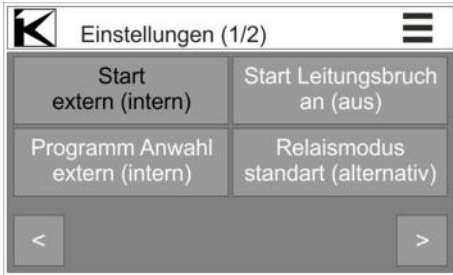 Einstellungen (1/2)
Start
extern (intern)
Start Leitungsbruch
an (aus)
Programm Anwahl
extern (intern)
Relaismodus
standart (alternativ)
< >